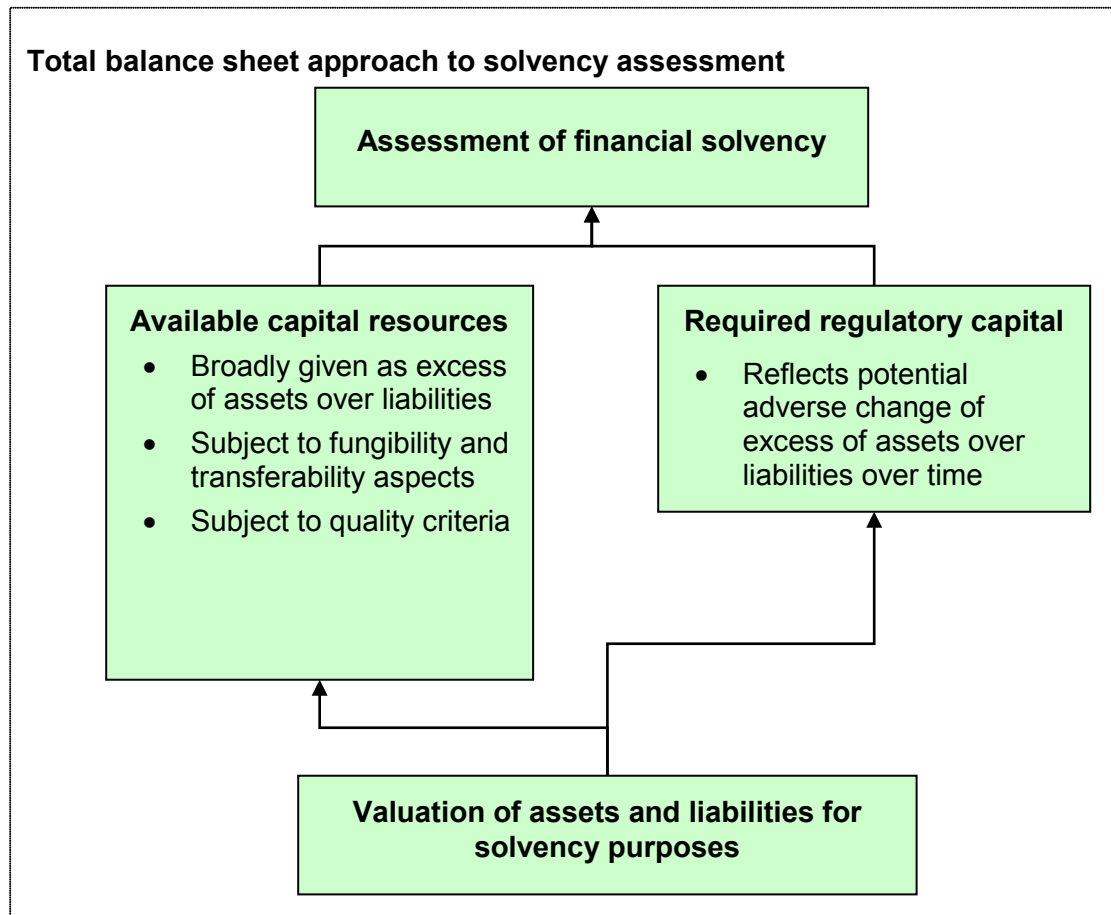 Total balance sheet approach to solvency assessment
Assessment of financial solvency
Available capital resources
• Broadly given as excess
of assets over liabilities
• Subject to fungibility and
transferability aspects
• Subject to quality criteria
Required regulatory capital
• Reflects potential
adverse change of
excess of assets over
liabilities over time
Valuation of assets and liabilities for
solvency purposes